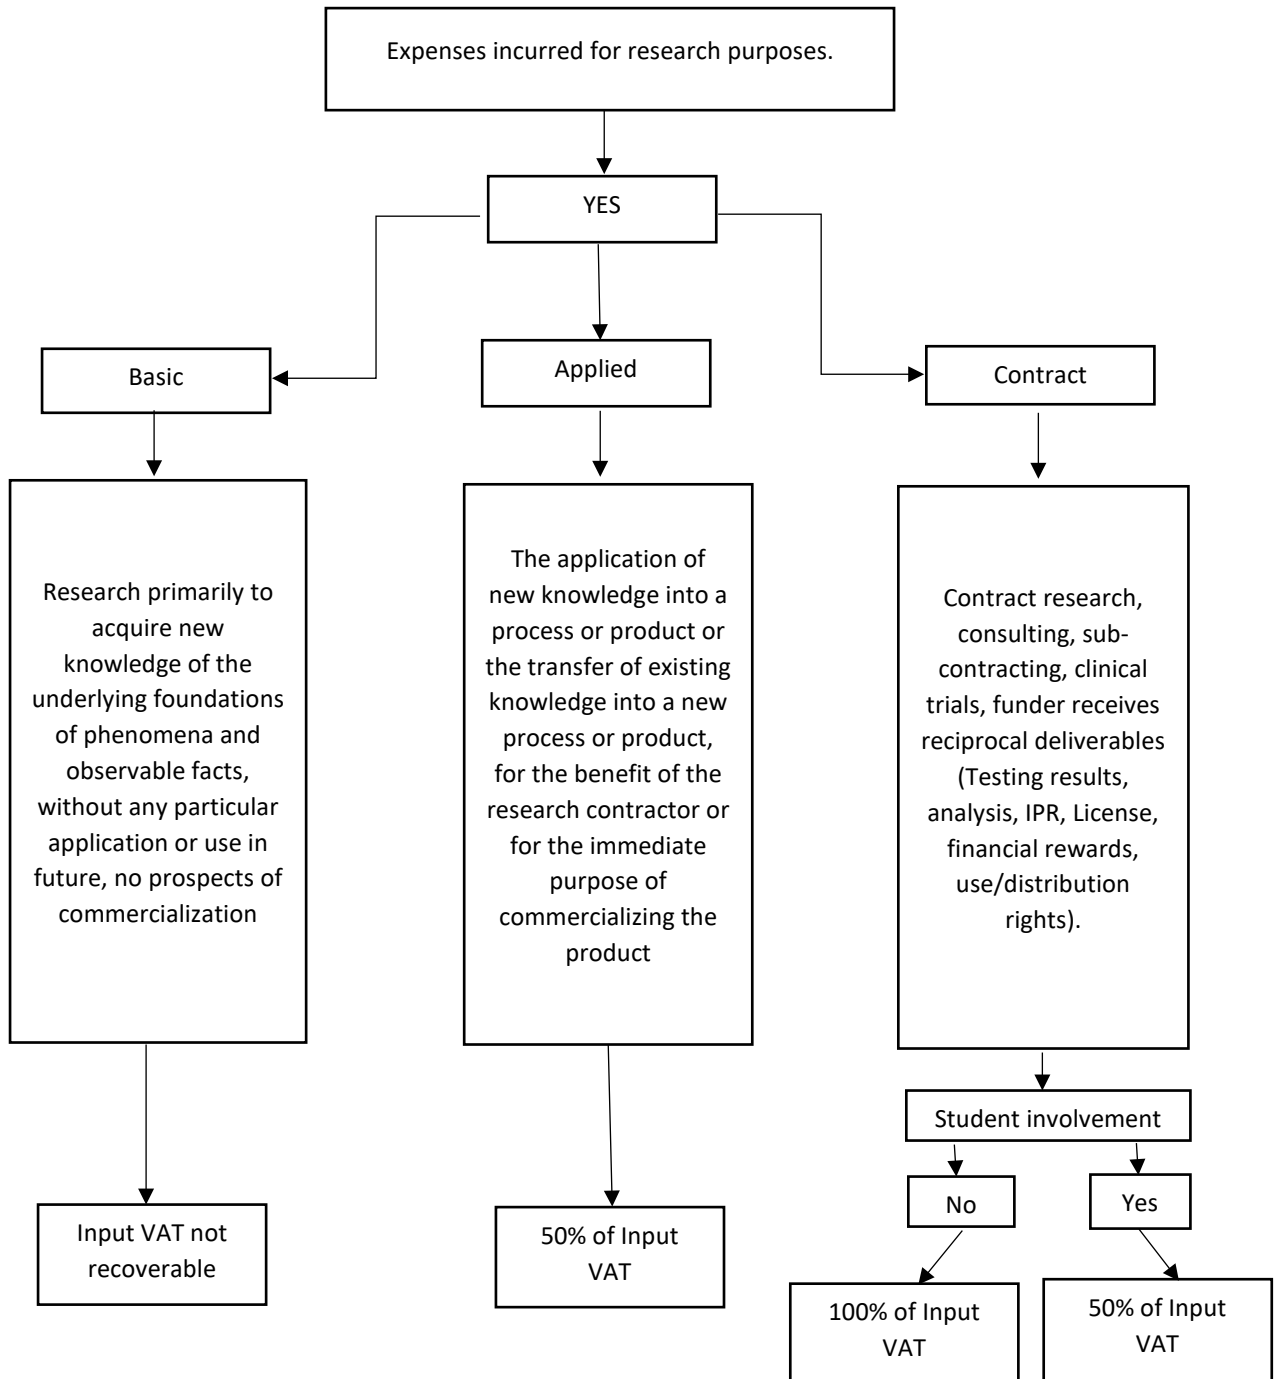 Expenses incurred for research purposes.
YES
Basic
Applied
Contract
Research primarily to
acquire new
knowledge of the
underlying foundations
of phenomena and
observable facts,
without any particular
application or use in
future, no prospects of
commercialization
The application of
new knowledge into a
process or product or
the transfer of existing
knowledge into a new
process or product,
for the benefit of the
research contractor or
for the immediate
purpose of
commercializing the
product
Contract research,
consulting, sub-
contracting, clinical
trials, funder receives
reciprocal deliverables
(Testing results,
analysis, IPR, License,
financial rewards,
use/distribution
rights).
Student involvement
No
Yes
Input VAT not
recoverable
50% of Input
VAT
100% of Input
VAT
50% of Input
VAT